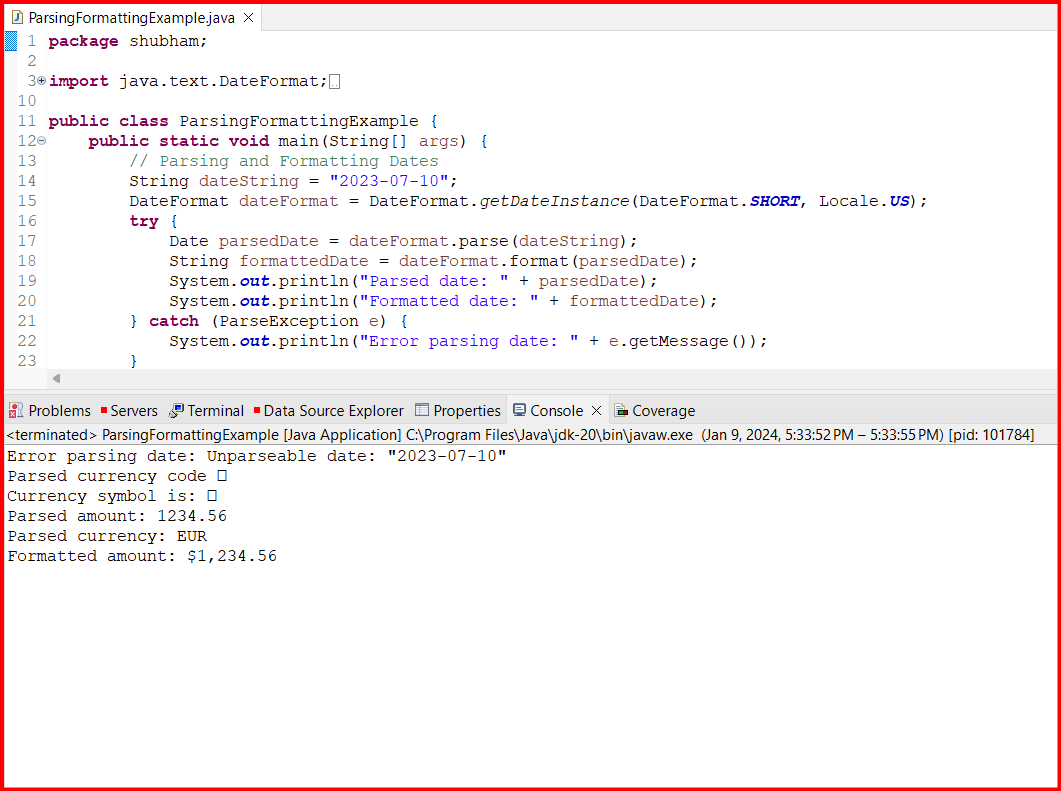 ParsingFormattingExample.java
1 package shubham;
2
3 import java.text.DateFormat;
10
11 public class ParsingFormattingExample {
12 public static void main(String[] args) {
13 // Parsing and Formatting Dates
14 String dateString = "2023-07-10";
15 DateFormat dateFormat = DateFormat.getDateInstance(DateFormat.SHORT, Locale.US);
16 try {
17 Date parsedDate = dateFormat.parse(dateString);
18 String formattedDate = dateFormat.format(parsedDate);
19 System.out.println("Parsed date: " + parsedDate);
20 System.out.println("Formatted date: " + formattedDate);
21 } catch (ParseException e) {
22 System.out.println("Error parsing date: " + e.getMessage());
23 }
Problems Servers Terminal Data Source Explorer Properties Console Coverage
<terminated> ParsingFormattingExample [Java Application] C:\Program Files\Java\jdk-20\bin\javaw.exe (Jan 9, 2024, 5:33:52 PM – 5:33:55 PM) [pid: 101784]
Error parsing date: Unparseable date: "2023-07-10"
Parsed currency code □
Currency symbol is: □
Parsed amount: 1234.56
Parsed currency: EUR
Formatted amount: $1,234.56